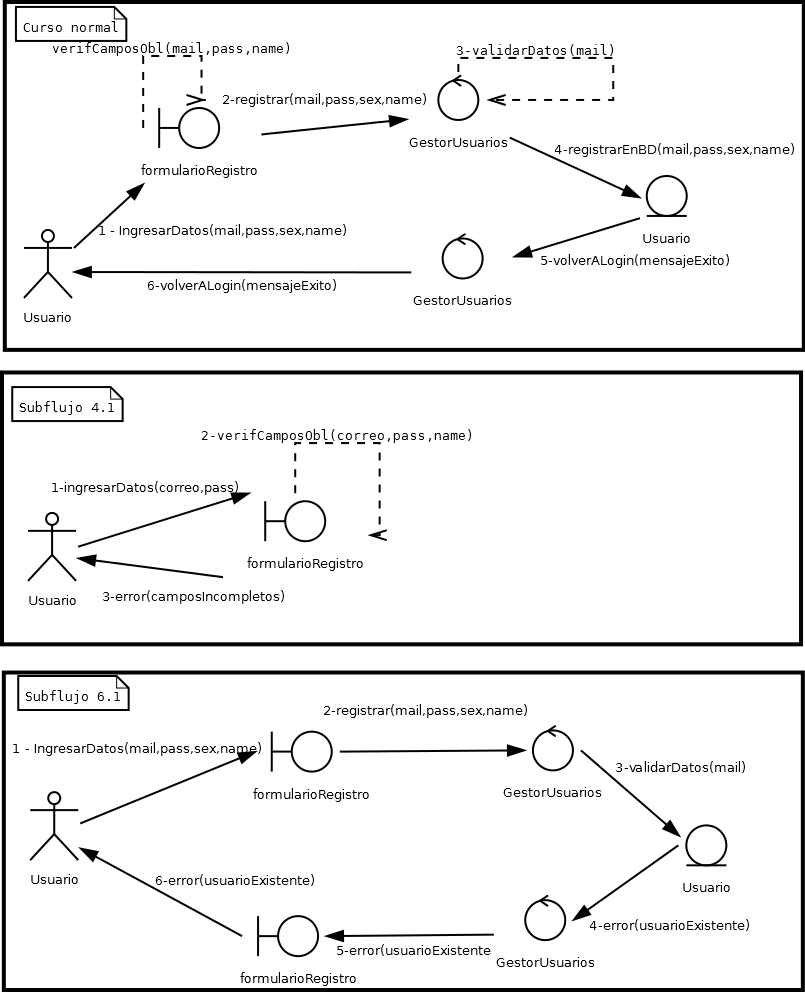 Curso normal
verifCamposObl(mail,pass,name)
3-validarDatos(mail)
2-registrar(mail,pass,sex,name)
GestorUsuarios
4-registrarEnBD(mail,pass,sex,name)
formularioRegistro
1 - IngresarDatos(mail,pass,sex,name)
Usuario
5-volverALogin(mensajeExito)
6-volverALogin(mensajeExito)
GestorUsuarios
Usuario
Subflujo 4.1
2-verifCamposObl(correo,pass,name)
1-ingresarDatos(correo,pass)
formularioRegistro
Usuario
3-error(camposIncompletos)
Subflujo 6.1
2-registrar(mail,pass,sex,name)
1 - IngresarDatos(mail,pass,sex,name)
3-validarDatos(mail)
formularioRegistro
GestorUsuarios
Usuario
6-error(usuarioExistente)
Usuario
4-error(usuarioExistente)
5-error(usuarioExistente
GestorUsuarios
formularioRegistro